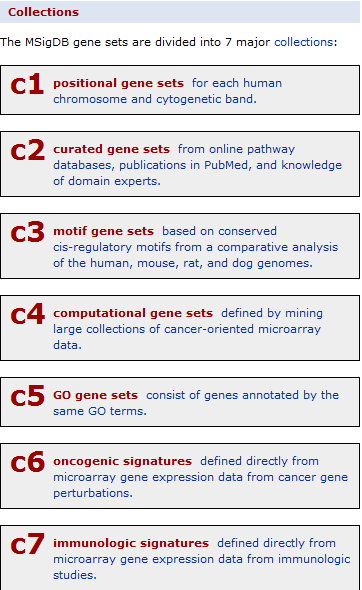 Collections
The MSigDB gene sets are divided into 7 major collections:
c1 positional gene sets for each human
chromosome and cytogenetic band.
c2 curated gene sets from online pathway
databases, publications in PubMed, and knowledge
of domain experts.
c3 motif gene sets based on conserved
cis-regulatory motifs from a comparative analysis
of the human, mouse, rat, and dog genomes.
c4 computational gene sets defined by mining
large collections of cancer-oriented microarray
data.
c5 GO gene sets consist of genes annotated by the
same GO terms.
c6 oncogenic signatures defined directly from
microarray gene expression data from cancer gene
perturbations.
c7 immunologic signatures defined directly from
microarray gene expression data from immunologic
studies.